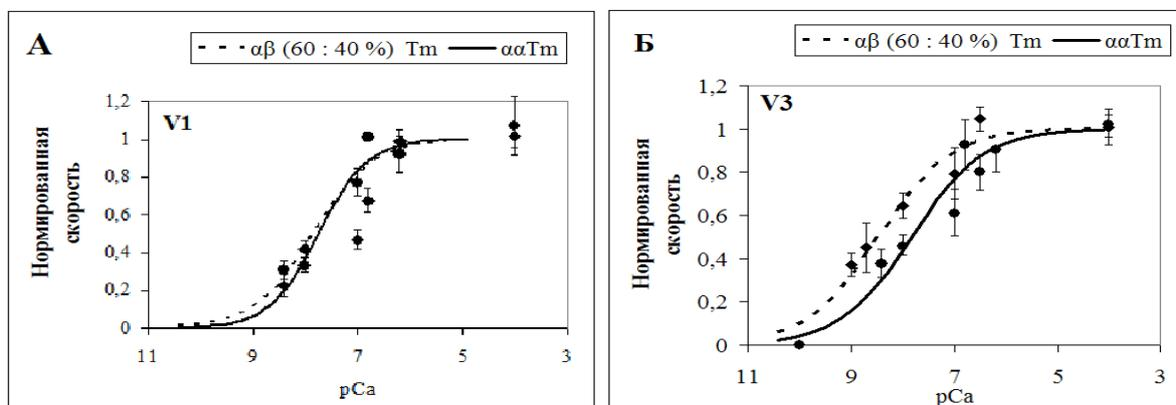 А
αβ (60 : 40 %) Tm
ααTm
V1
Нормированная
скорость
1,2
1
0,8
0,6
0,4
0,2
0
11
9
7
5
3
pCa
Б
αβ (60 : 40 %) Tm
ααTm
V3
Нормированная
скорость
1,2
1
0,8
0,6
0,4
0,2
0
11
9
7
5
3
pCa